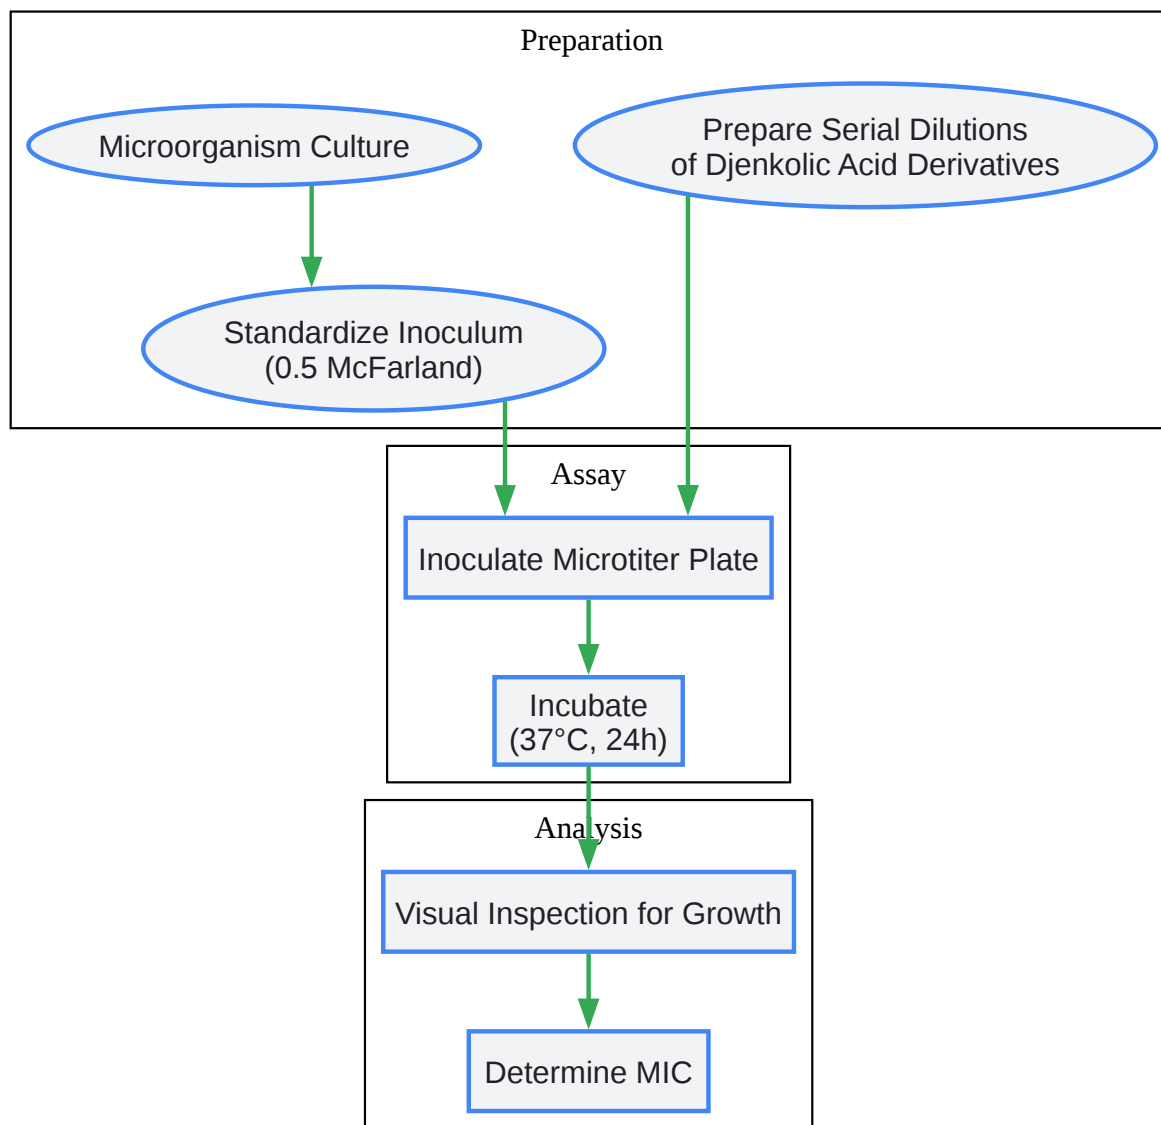 Preparation
Microorganism Culture
Prepare Serial Dilutions
of Djenkolic Acid Derivatives
Standardize Inoculum
(0.5 McFarland)
Assay
Inoculate Microtiter Plate
Incubate
(37°C, 24h)
Analysis
Visual Inspection for Growth
Determine MIC